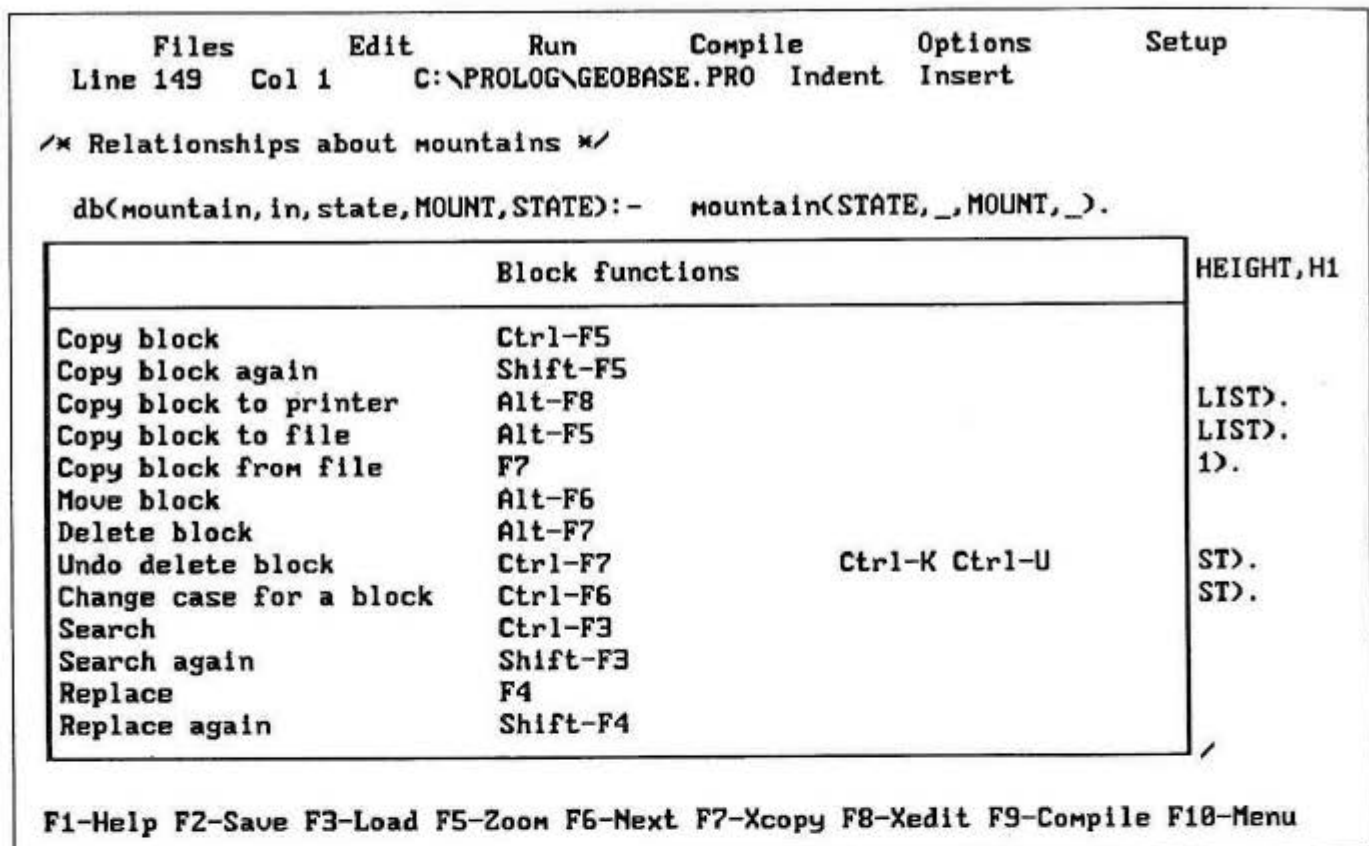 Files Edit Run Compile Options Setup
Line 149 Col 1 C:\PROLOG\GEOBASE.PRO Indent Insert
/* Relationships about mountains */
db(mountain,in,state,MOUNT,STATE):- mountain(STATE,_,MOUNT,_).
Block functions HEIGHT,H1
Copy block Ctrl-F5
Copy block again Shift-F5
Copy block to printer Alt-F8 LIST).
Copy block to file Alt-F5 LIST).
Copy block from file F7 1).
Move block Alt-F6
Delete block Alt-F7
Undo delete block Ctrl-F7 Ctrl-K Ctrl-U ST).
Change case for a block Ctrl-F6 ST).
Search Ctrl-F3
Search again Shift-F3
Replace F4
Replace again Shift-F4
/
F1-Help F2-Save F3-Load F5-Zoom F6-Next F7-Xcopy F8-Xedit F9-Compile F10-Menu